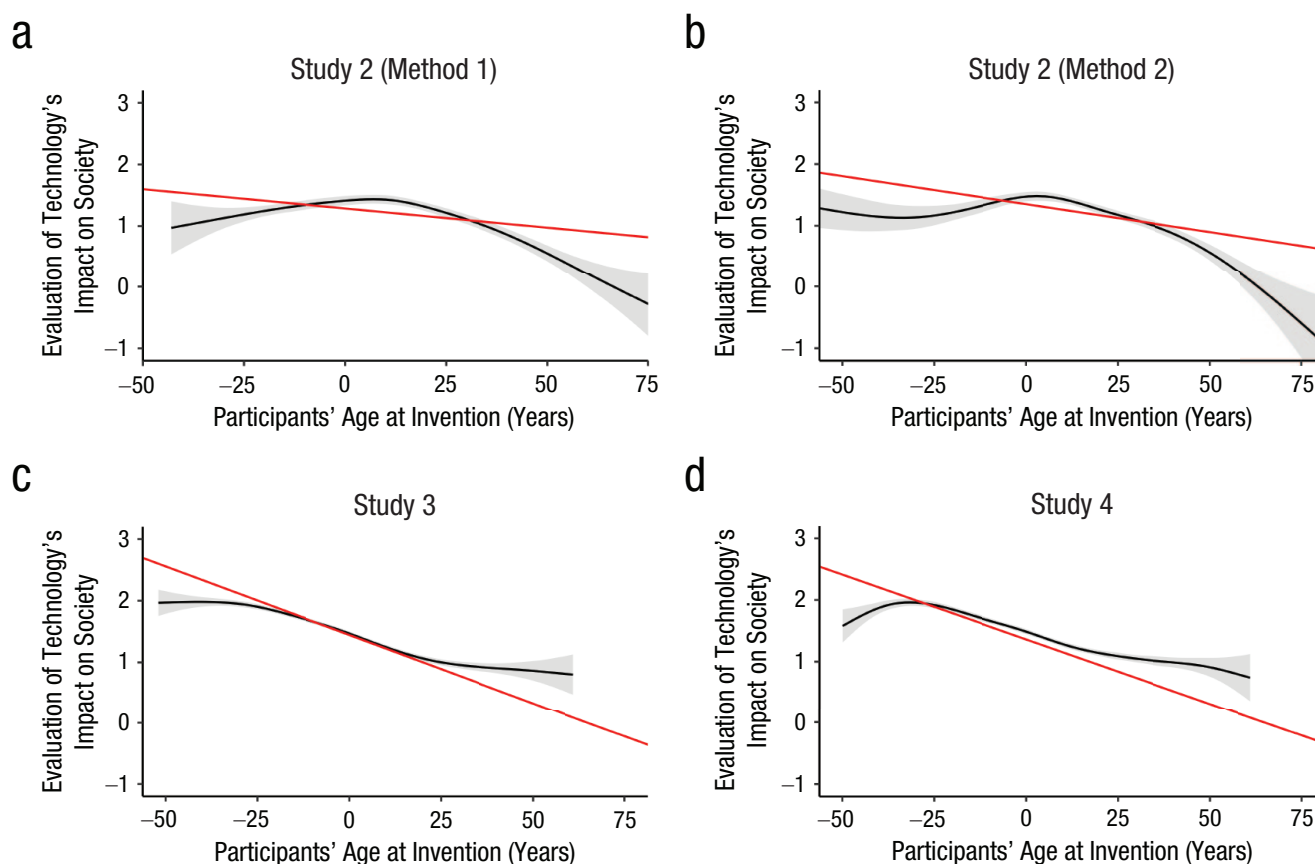 a
Study 2 (Method 1)
Evaluation of Technology's
Impact on Society
3
2
1
0
−1
−50
−25
0
25
50
75
Participants' Age at Invention (Years)
b
Study 2 (Method 2)
Evaluation of Technology's
Impact on Society
3
2
1
0
−1
−50
−25
0
25
50
75
Participants' Age at Invention (Years)
c
Study 3
Evaluation of Technology's
Impact on Society
3
2
1
0
−1
−50
−25
0
25
50
75
Participants' Age at Invention (Years)
d
Study 4
Evaluation of Technology's
Impact on Society
3
2
1
0
−1
−50
−25
0
25
50
75
Participants' Age at Invention (Years)